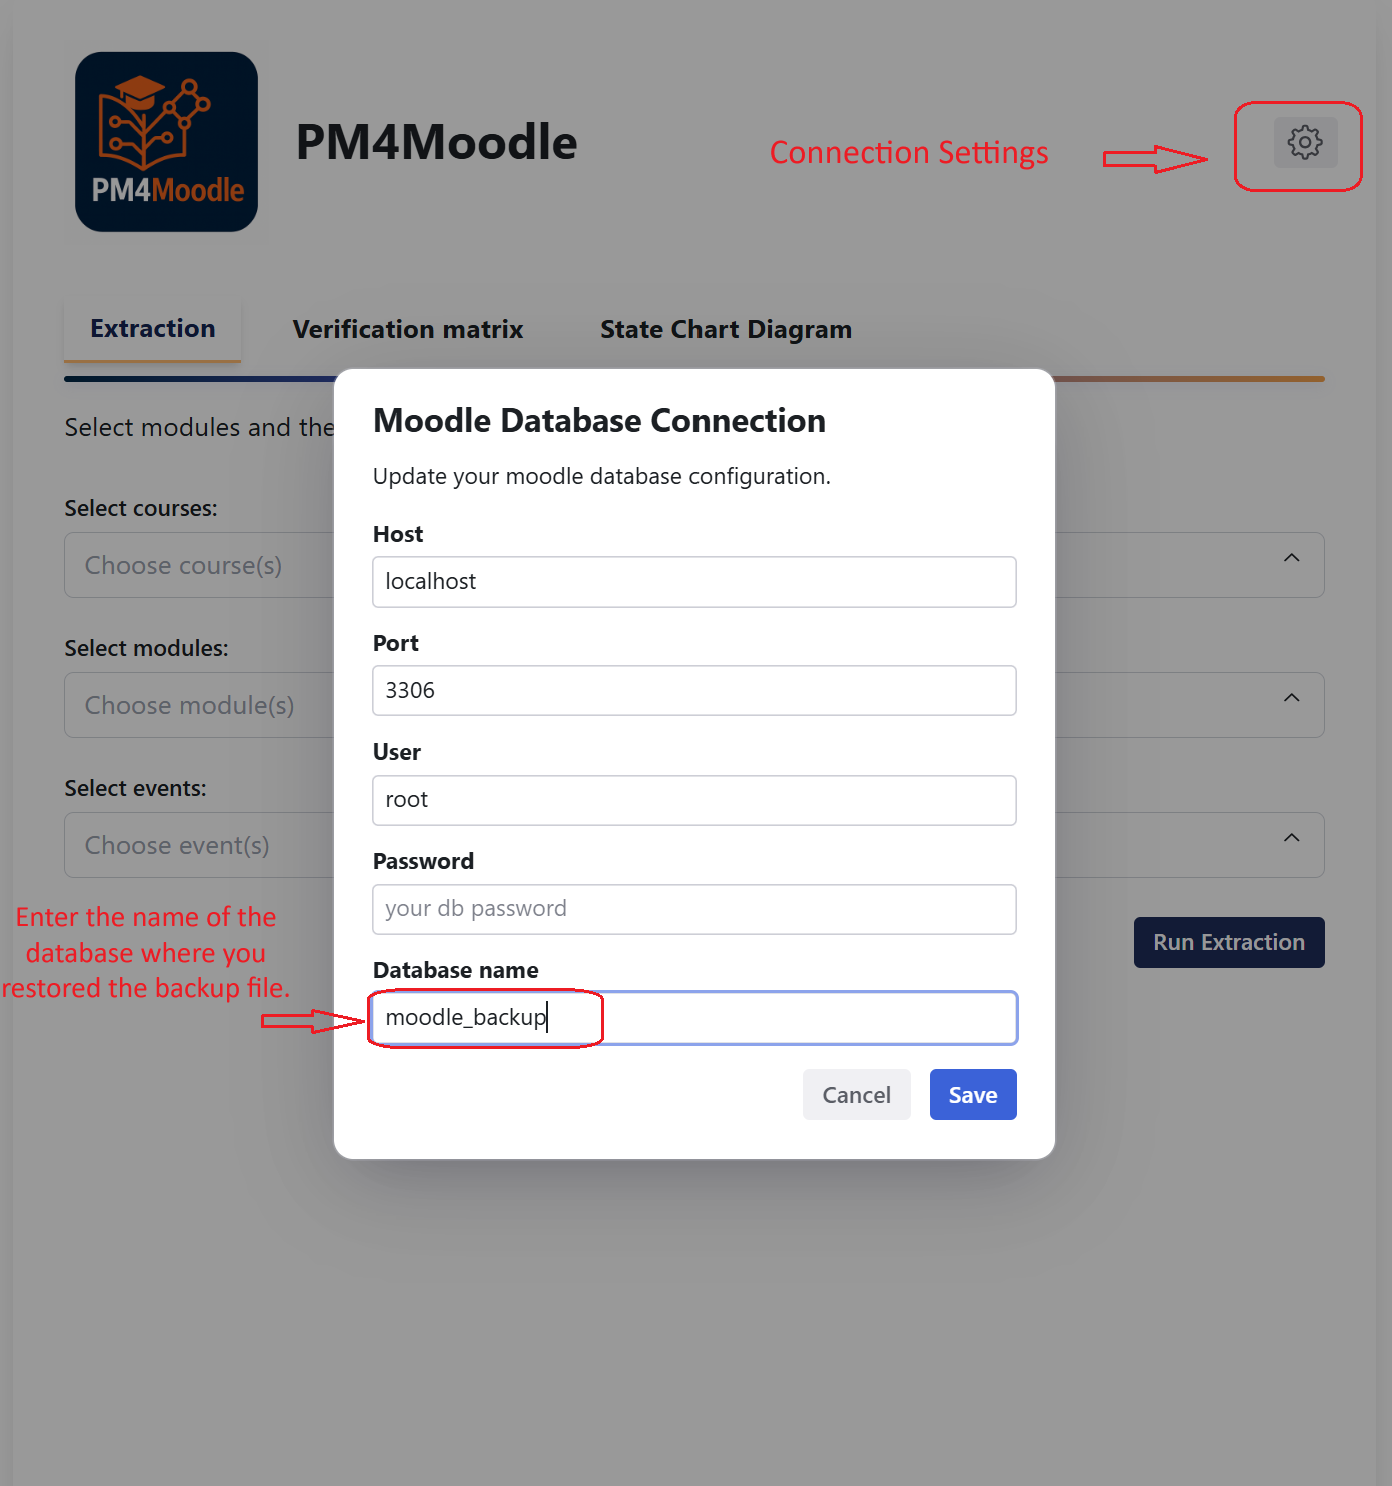 PM4Moodle
PM4Moodle
Connection Settings
Extraction
Verification matrix
State Chart Diagram
Select modules and the
Select courses:
Choose course(s)
Select modules:
Choose module(s)
Select events:
Choose event(s)
Run Extraction
Moodle Database Connection
Update your moodle database configuration.
Host
localhost
Port
3306
User
root
Password
your db password
Database name
moodle_backup
Cancel
Save
Enter the name of the
database where you
restored the backup file.